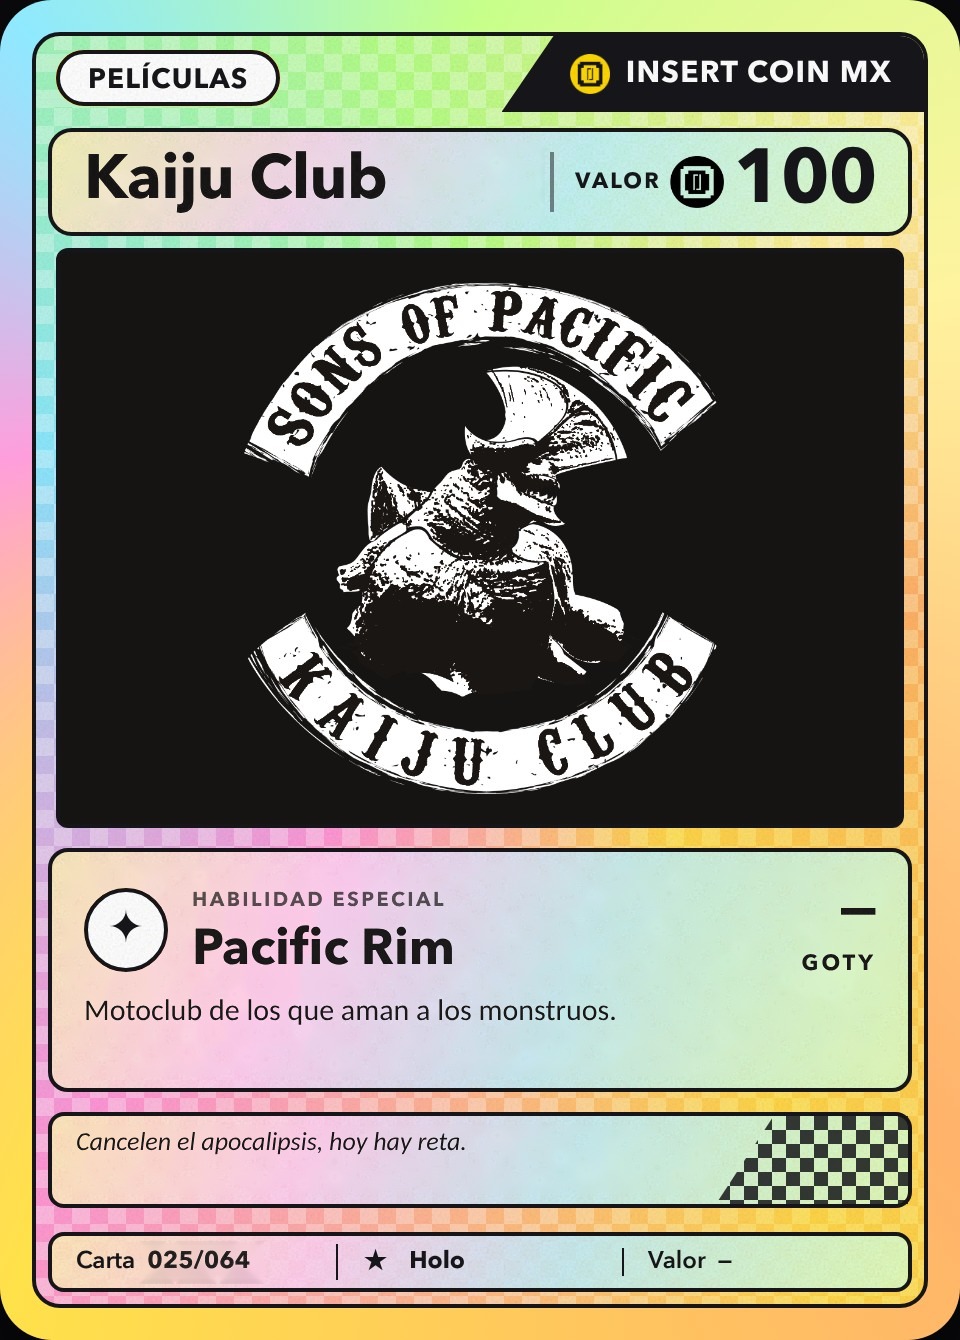 PELÍCULAS
INSERT COIN MX
Kaiju Club
VALOR 100
SONS OF PACIFIC
KAIJU CLUB
HABILIDAD ESPECIAL
Pacific Rim
–
GOTY
Motoclub de los que aman a los monstruos.
Cancelen el apocalipsis, hoy hay reta.
Carta 025/064 ★ Holo Valor –